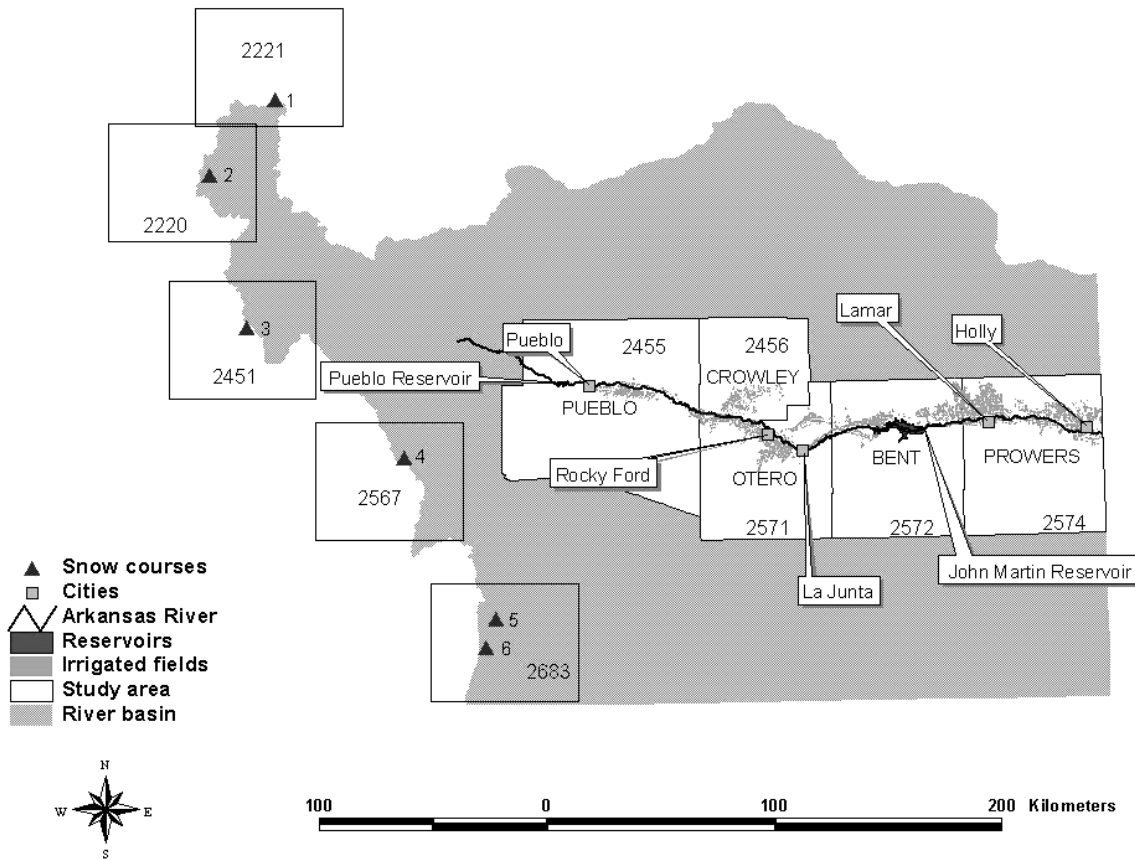 2221
1
2
2220
3
2451
Lamar
Holly
Pueblo
2455
2456
Pueblo Reservoir
CROWLEY
PUEBLO
4
2567
Rocky Ford
OTERO
BENT
PROWERS
2571
2572
2574
John Martin Reservoir
La Junta
5
6
2683
Snow courses
Cities
Arkansas River
Reservoirs
Irrigated fields
Study area
River basin
N
W E
S
100 0 100 200 Kilometers